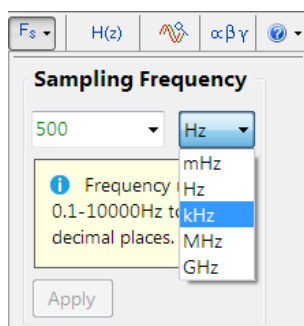 Fs H(z) αβγ
Sampling Frequency
500 Hz
mHz
Frequency Hz
0.1-10000Hz to kHz
decimal places. MHz
GHz
Apply